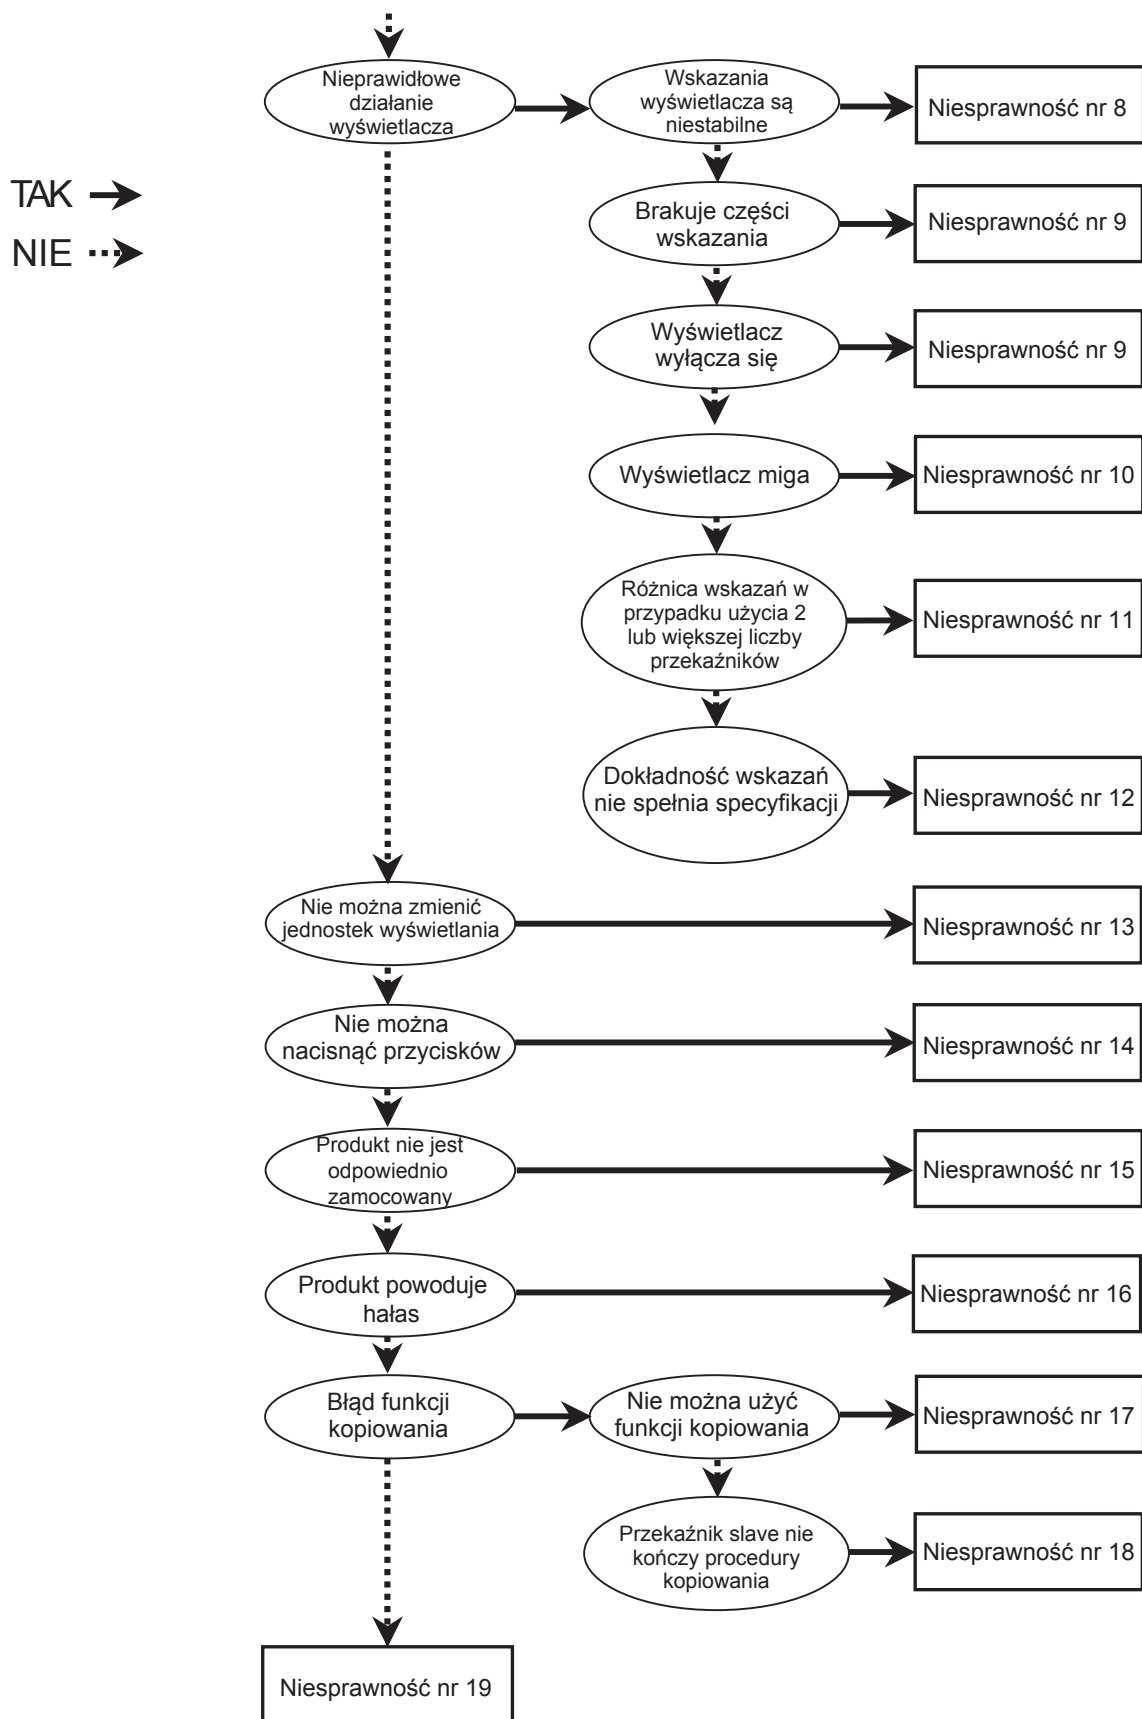 Nieprawidłowe
działanie
wyświetlacza
Wskazania
wyświetlacza są
niestabilne
Niesprawność nr 8
TAK
NIE
Brakuje części
wskazania
Niesprawność nr 9
Wyświetlacz
wyłącza się
Niesprawność nr 9
Wyświetlacz miga
Niesprawność nr 10
Różnica wskazań w
przypadku użycia 2
lub większej liczby
przekaźników
Niesprawność nr 11
Dokładność wskazań
nie spełnia specyfikacji
Niesprawność nr 12
Nie można zmienić
jednostek wyświetlania
Niesprawność nr 13
Nie można
nacisnąć przycisków
Niesprawność nr 14
Produkt nie jest
odpowiednio
zamocowany
Niesprawność nr 15
Produkt powoduje
hałas
Niesprawność nr 16
Błąd funkcji
kopiowania
Nie można użyć
funkcji kopiowania
Niesprawność nr 17
Przekaźnik slave nie
kończy procedury
kopiowania
Niesprawność nr 18
Niesprawność nr 19